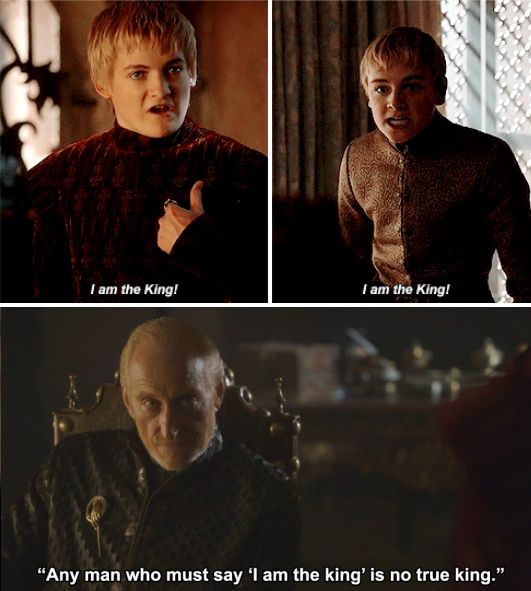 I am the King!
I am the King!
“Any man who must say ‘I am the king’ is no true king.”